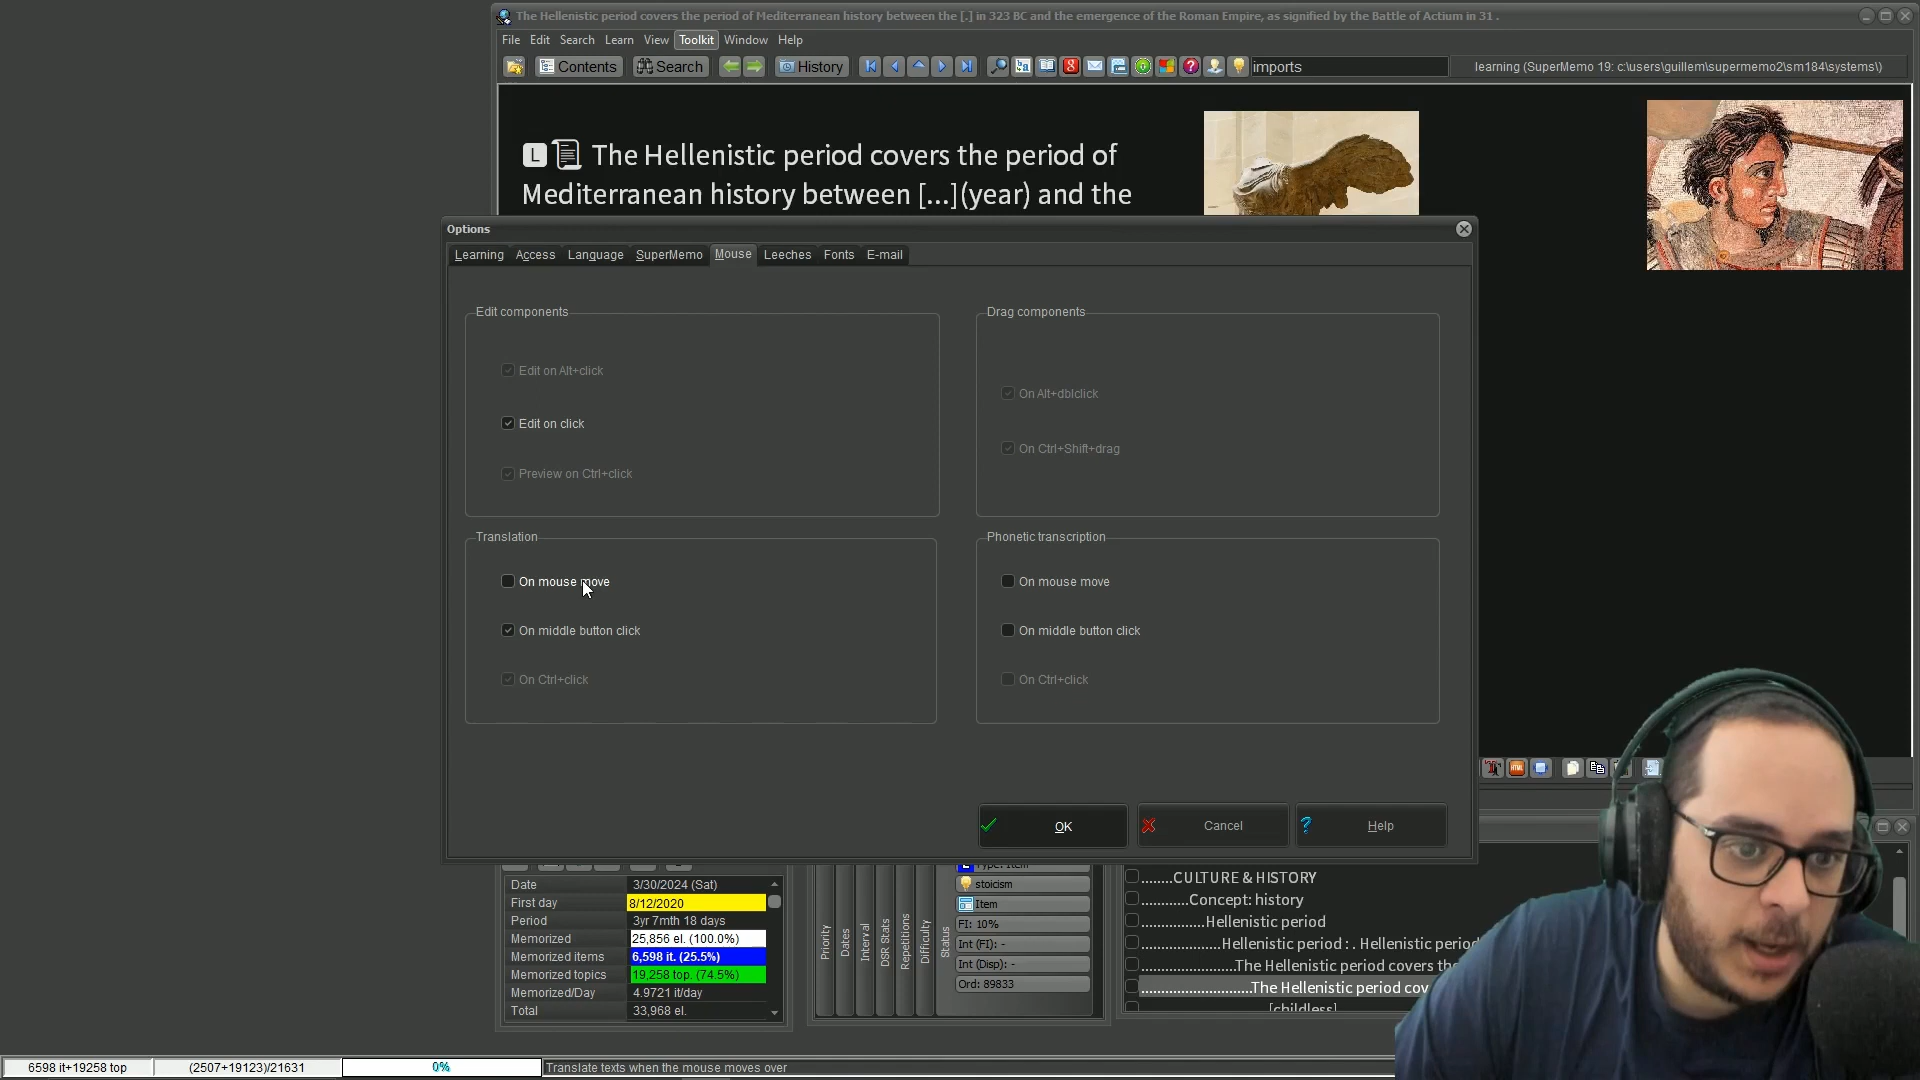 The Hellenistic period covers the period of Mediterranean history between the [.] in 323 BC and the emergence of the Roman Empire, as signified by the Battle of Actium in 31 .
File Edit Search Learn View Toolkit Window Help
Contents Search History imports learning (SuperMemo 19: c:\users\guillem\supermemo2\sm184\systems\)
L The Hellenistic period covers the period of
Mediterranean history between [...](year) and the
Options
Learning Access Language SuperMemo Mouse Leeches Fonts E-mail
Edit components
Edit on Alt+click
Edit on click
Preview on Ctrl+click
Drag components
On Alt+dblclick
On Ctrl+Shift+drag
Translation
On mouse move
On middle button click
On Ctrl+click
Phonetic transcription
On mouse move
On middle button click
On Ctrl+click
OK Cancel Help
Date 3/30/2024 (Sat)
First day 8/12/2020
Period 3yr 7mth 18 days
Memorized 25,856 el. (100.0%)
Memorized items 6,598 it. (25.5%)
Memorized topics 19,258 top. (74.5%)
Memorized/Day 4.9721 it/day
Total 33,968 el.
Priority
Dates
Interval
DSR Stats
Repetitions
Difficulty
Status
Type: Item
stoicism
Item
FI: 10%
Int (FI): -
Int (Disp): -
Ord: 89833
........CULTURE & HISTORY
............Concept: history
................Hellenistic period
....................Hellenistic period : . Hellenistic period
........................The Hellenistic period covers the
............................The Hellenistic period cov
[childless]
6598 it+19258 top (2507+19123)/21631 0% Translate texts when the mouse moves over